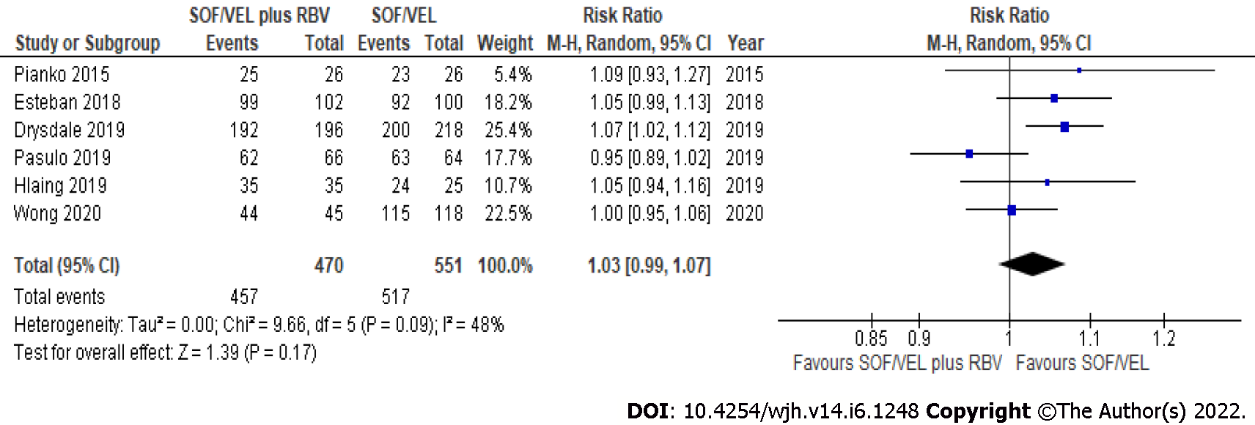 SOF/VEL plus RBV SOF/VEL Risk Ratio Risk Ratio
Study or Subgroup Events Total Events Total Weight M-H, Random, 95% CI Year M-H, Random, 95% CI
Pianko 2015 25 26 23 26 5.4% 1.09 [0.93, 1.27] 2015
Esteban 2018 99 102 92 100 18.2% 1.05 [0.99, 1.13] 2018
Drysdale 2019 192 196 200 218 25.4% 1.07 [1.02, 1.12] 2019
Pasulo 2019 62 66 63 64 17.7% 0.95 [0.89, 1.02] 2019
Hlaing 2019 35 35 24 25 10.7% 1.05 [0.94, 1.16] 2019
Wong 2020 44 45 115 118 22.5% 1.00 [0.95, 1.06] 2020
Total (95% CI) 470 551 100.0% 1.03 [0.99, 1.07]
Total events 457 517
Heterogeneity: Tau² = 0.00; Chi² = 9.66, df = 5 (P = 0.09); I² = 48%
Test for overall effect: Z = 1.39 (P = 0.17)
0.85 0.9 1 1.1 1.2
Favours SOF/VEL plus RBV Favours SOF/VEL
DOI: 10.4254/wjh.v14.i6.1248 Copyright ©The Author(s) 2022.